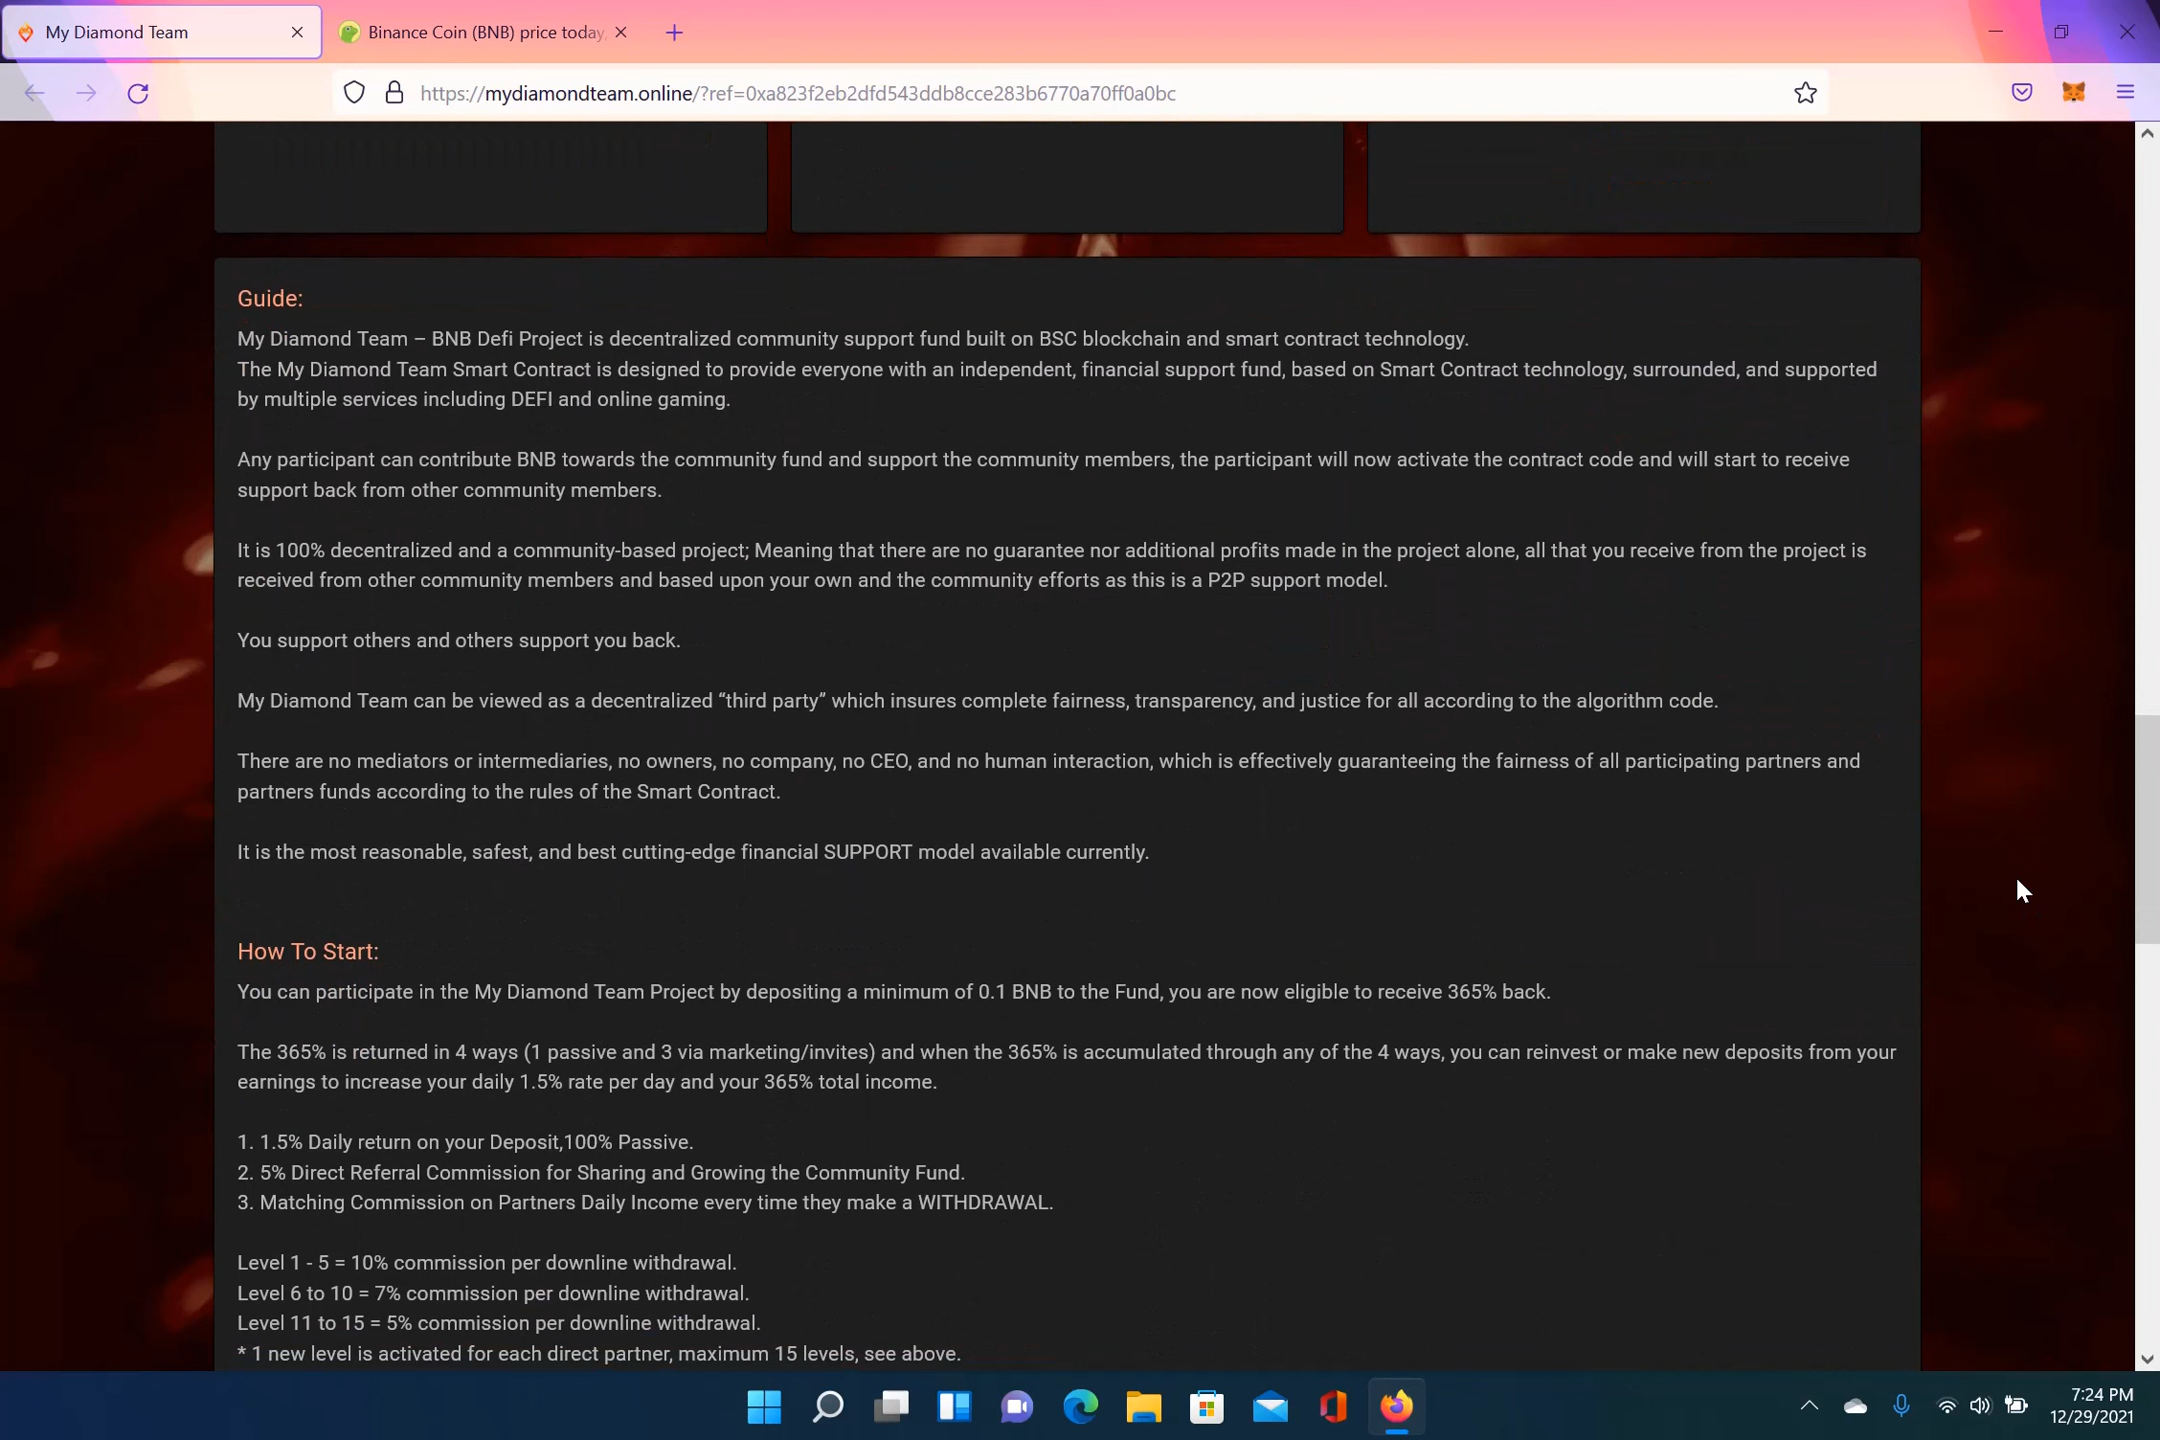 My Diamond Team
Binance Coin (BNB) price today,
https://mydiamondteam.online/?ref=0xa823f2eb2dfd543ddb8cce283b6770a70ff0a0bc
Guide:
My Diamond Team – BNB Defi Project is decentralized community support fund built on BSC blockchain and smart contract technology.
The My Diamond Team Smart Contract is designed to provide everyone with an independent, financial support fund, based on Smart Contract technology, surrounded, and supported
by multiple services including DEFI and online gaming.
Any participant can contribute BNB towards the community fund and support the community members, the participant will now activate the contract code and will start to receive
support back from other community members.
It is 100% decentralized and a community-based project; Meaning that there are no guarantee nor additional profits made in the project alone, all that you receive from the project is
received from other community members and based upon your own and the community efforts as this is a P2P support model.
You support others and others support you back.
My Diamond Team can be viewed as a decentralized “third party” which insures complete fairness, transparency, and justice for all according to the algorithm code.
There are no mediators or intermediaries, no owners, no company, no CEO, and no human interaction, which is effectively guaranteeing the fairness of all participating partners and
partners funds according to the rules of the Smart Contract.
It is the most reasonable, safest, and best cutting-edge financial SUPPORT model available currently.
How To Start:
You can participate in the My Diamond Team Project by depositing a minimum of 0.1 BNB to the Fund, you are now eligible to receive 365% back.
The 365% is returned in 4 ways (1 passive and 3 via marketing/invites) and when the 365% is accumulated through any of the 4 ways, you can reinvest or make new deposits from your
earnings to increase your daily 1.5% rate per day and your 365% total income.
1. 1.5% Daily return on your Deposit,100% Passive.
2. 5% Direct Referral Commission for Sharing and Growing the Community Fund.
3. Matching Commission on Partners Daily Income every time they make a WITHDRAWAL.
Level 1 - 5 = 10% commission per downline withdrawal.
Level 6 to 10 = 7% commission per downline withdrawal.
Level 11 to 15 = 5% commission per downline withdrawal.
* 1 new level is activated for each direct partner, maximum 15 levels, see above.
7:24 PM
12/29/2021